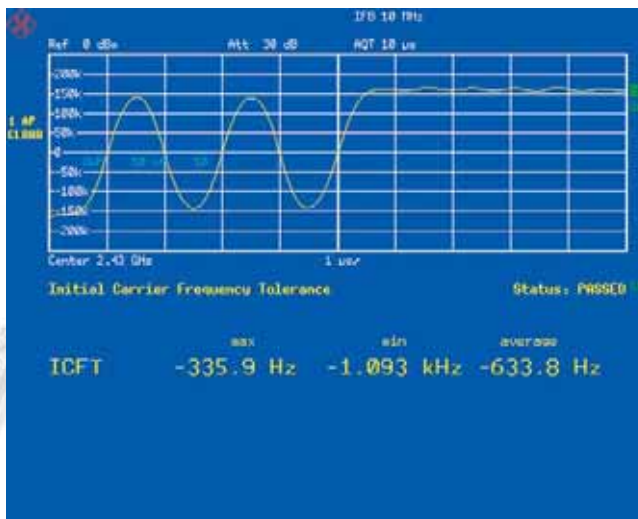 IFB 10 MHz
Ref 0 dBm Att 30 dB AQT 10 µs
200k
150k
100k
50k
0
-50k
-100k
-150k
-200k
1 AP
CLRWR
Center 2.43 GHz 1 µs/
Initial Carrier Frequency Tolerance Status: PASSED
max min average
ICFT -335.9 Hz -1.093 kHz -633.8 Hz